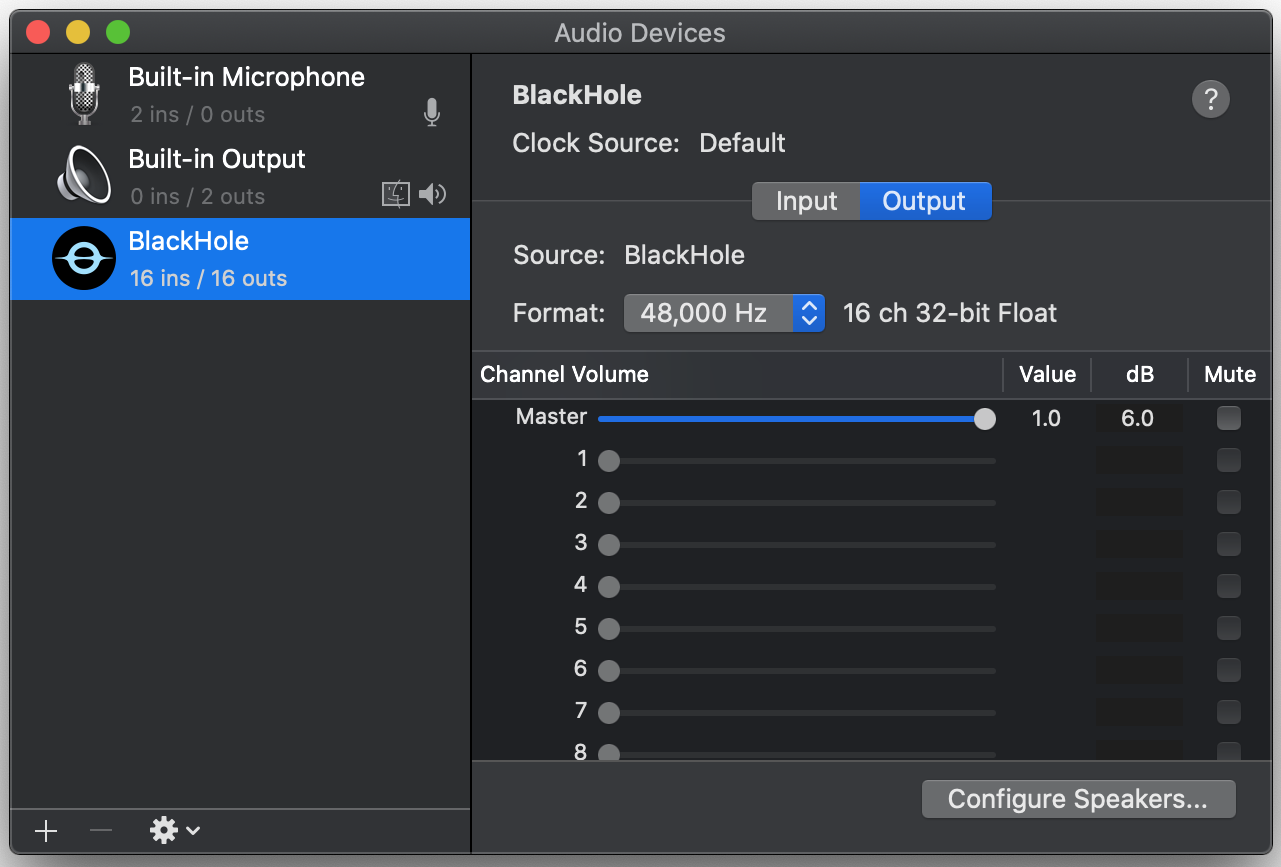 Audio Devices
Built-in Microphone
2 ins / 0 outs
Built-in Output
0 ins / 2 outs
BlackHole
16 ins / 16 outs
BlackHole
?
Clock Source: Default
Input Output
Source: BlackHole
Format: 48,000 Hz 16 ch 32-bit Float
Channel Volume Value dB Mute
Master 1.0 6.0
1
2
3
4
5
6
7
8
Configure Speakers...